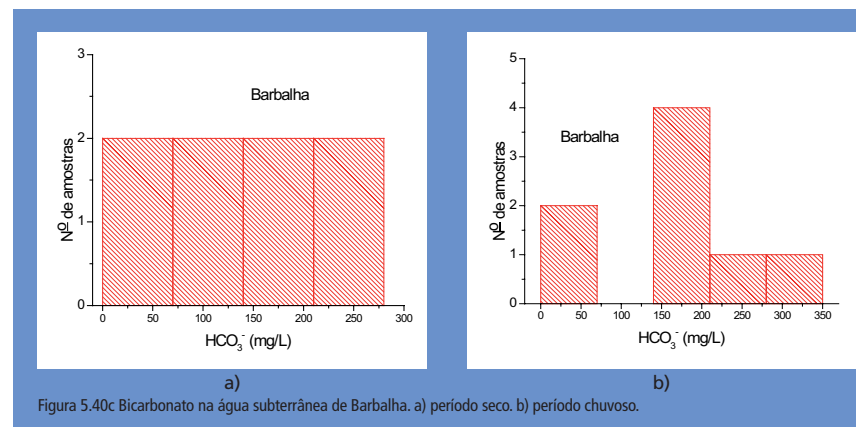 3
2
1
0
Nº de amostras
Barbalha
0 50 100 150 200 250 300
HCO₃⁻ (mg/L)
a)
5
4
3
2
1
0
Nº de amostras
Barbalha
0 50 100 150 200 250 300 350
HCO₃⁻ (mg/L)
b)
Figura 5.40c Bicarbonato na água subterrânea de Barbalha. a) período seco. b) período chuvoso.